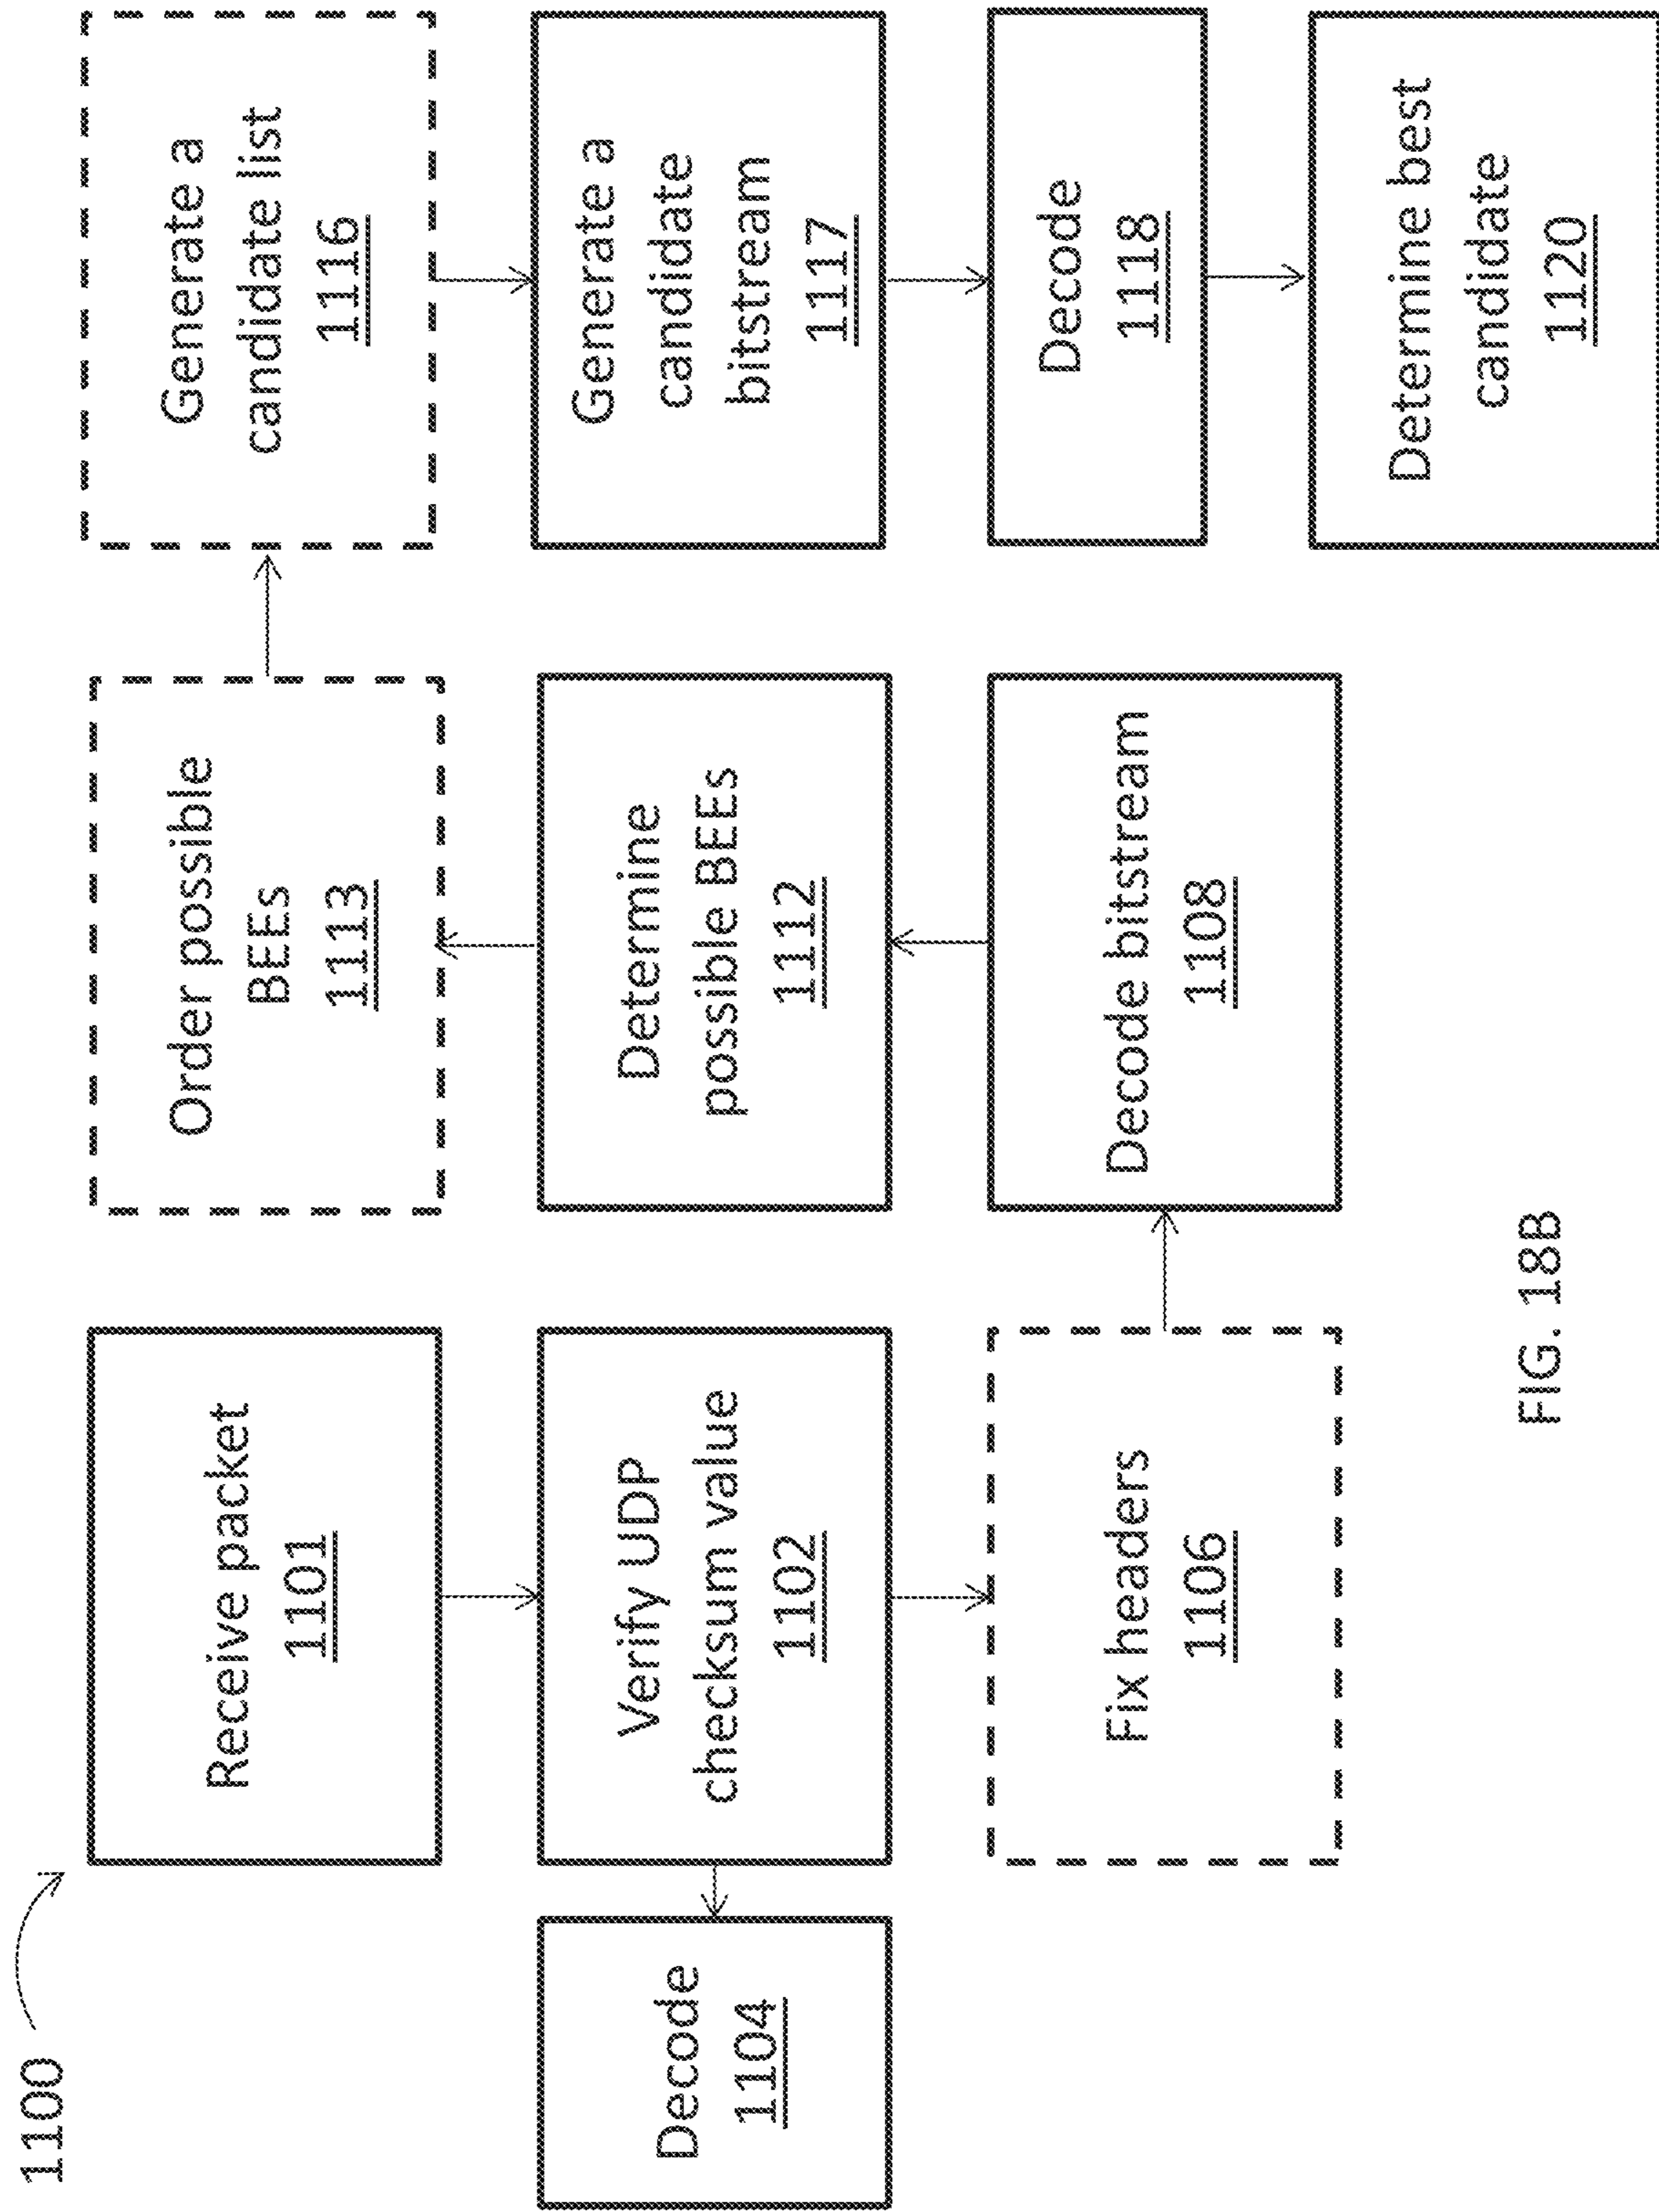 1100
Receive packet
1101
Verify UDP
checksum value
1102
Decode
1104
Fix headers
1106
Decode bitstream
1108
Determine
possible BEEs
1112
Order possible
BEEs
1113
Generate a
candidate list
1116
Generate a
candidate
bitstream
1117
Decode
1118
Determine best
candidate
1120
FIG. 18B